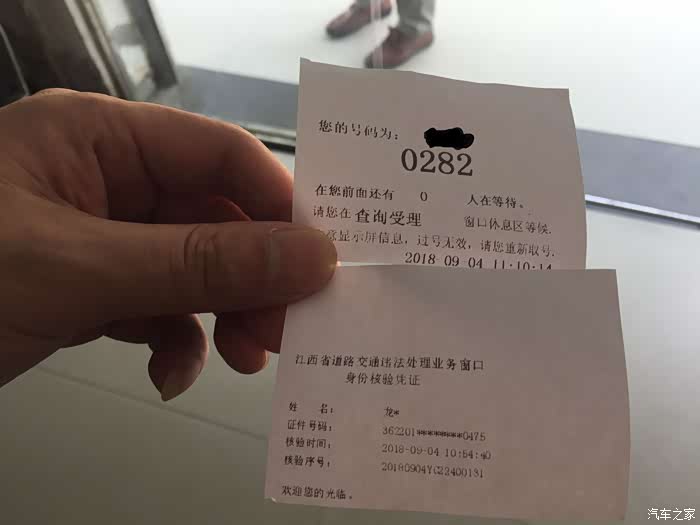 您的号码为：
0282
在您前面还有 0 人在等待。
请您在 查询受理 窗口休息区等候.
显示屏信息，过号无效，请您重新取号.
2018-09-04 11:10:14
江西省道路交通违法处理业务窗口
身份核验凭证
姓 名： 龙*
证件号码： 362201********0475
核验时间： 2018-09-04 10:54:40
核验序号： 20180904YC22400131
欢迎您的光临。
汽车之家